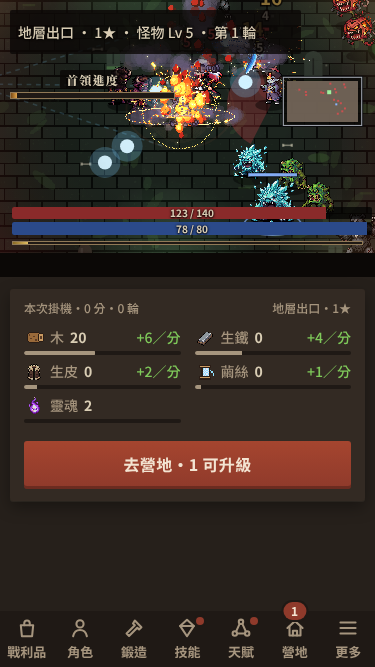 地層出口 · 1★ · 怪物 Lv 5 · 第 1 輪
首領進度
123 / 140
78 / 80
本次掛機 · 0 分 · 0 輪
地層出口 · 1★
木 20 +6／分
生鐵 0 +4／分
生皮 0 +2／分
繭絲 0 +1／分
靈魂 2
去營地 · 1 可升級
1
戰利品
角色
鍛造
技能
天賦
營地
更多